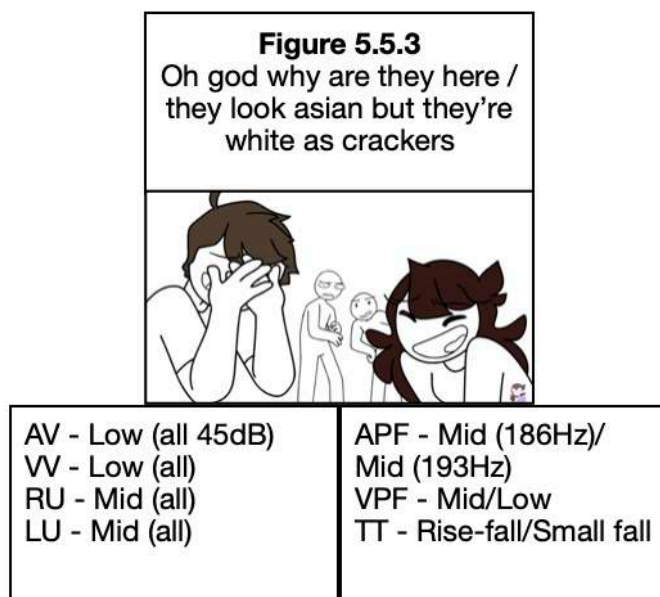 Figure 5.5.3
Oh god why are they here /
they look asian but they're
white as crackers
AV - Low (all 45dB)
VV - Low (all)
RU - Mid (all)
LU - Mid (all)
APF - Mid (186Hz)/
Mid (193Hz)
VPF - Mid/Low
TT - Rise-fall/Small fall